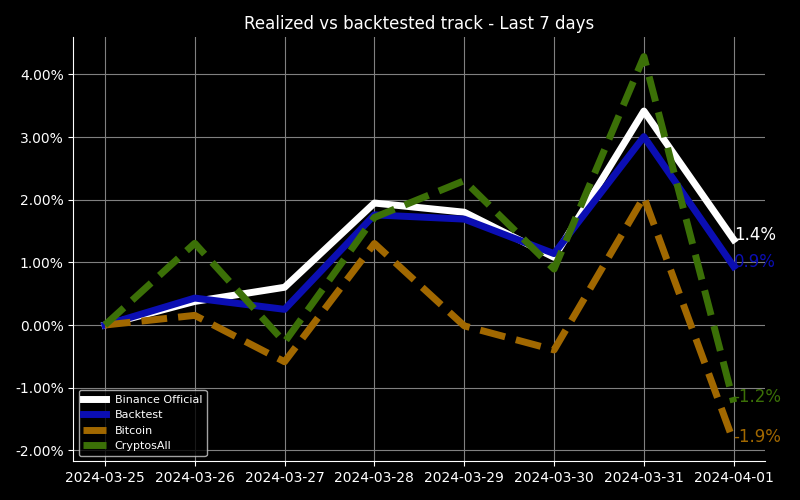 Realized vs backtested track - Last 7 days
4.00%
3.00%
2.00%
1.00%
0.00%
-1.00%
-2.00%
1.4%
0.9%
-1.2%
-1.9%
Binance Official
Backtest
Bitcoin
CryptosAll
2024-03-25 2024-03-26 2024-03-27 2024-03-28 2024-03-29 2024-03-30 2024-03-31 2024-04-01